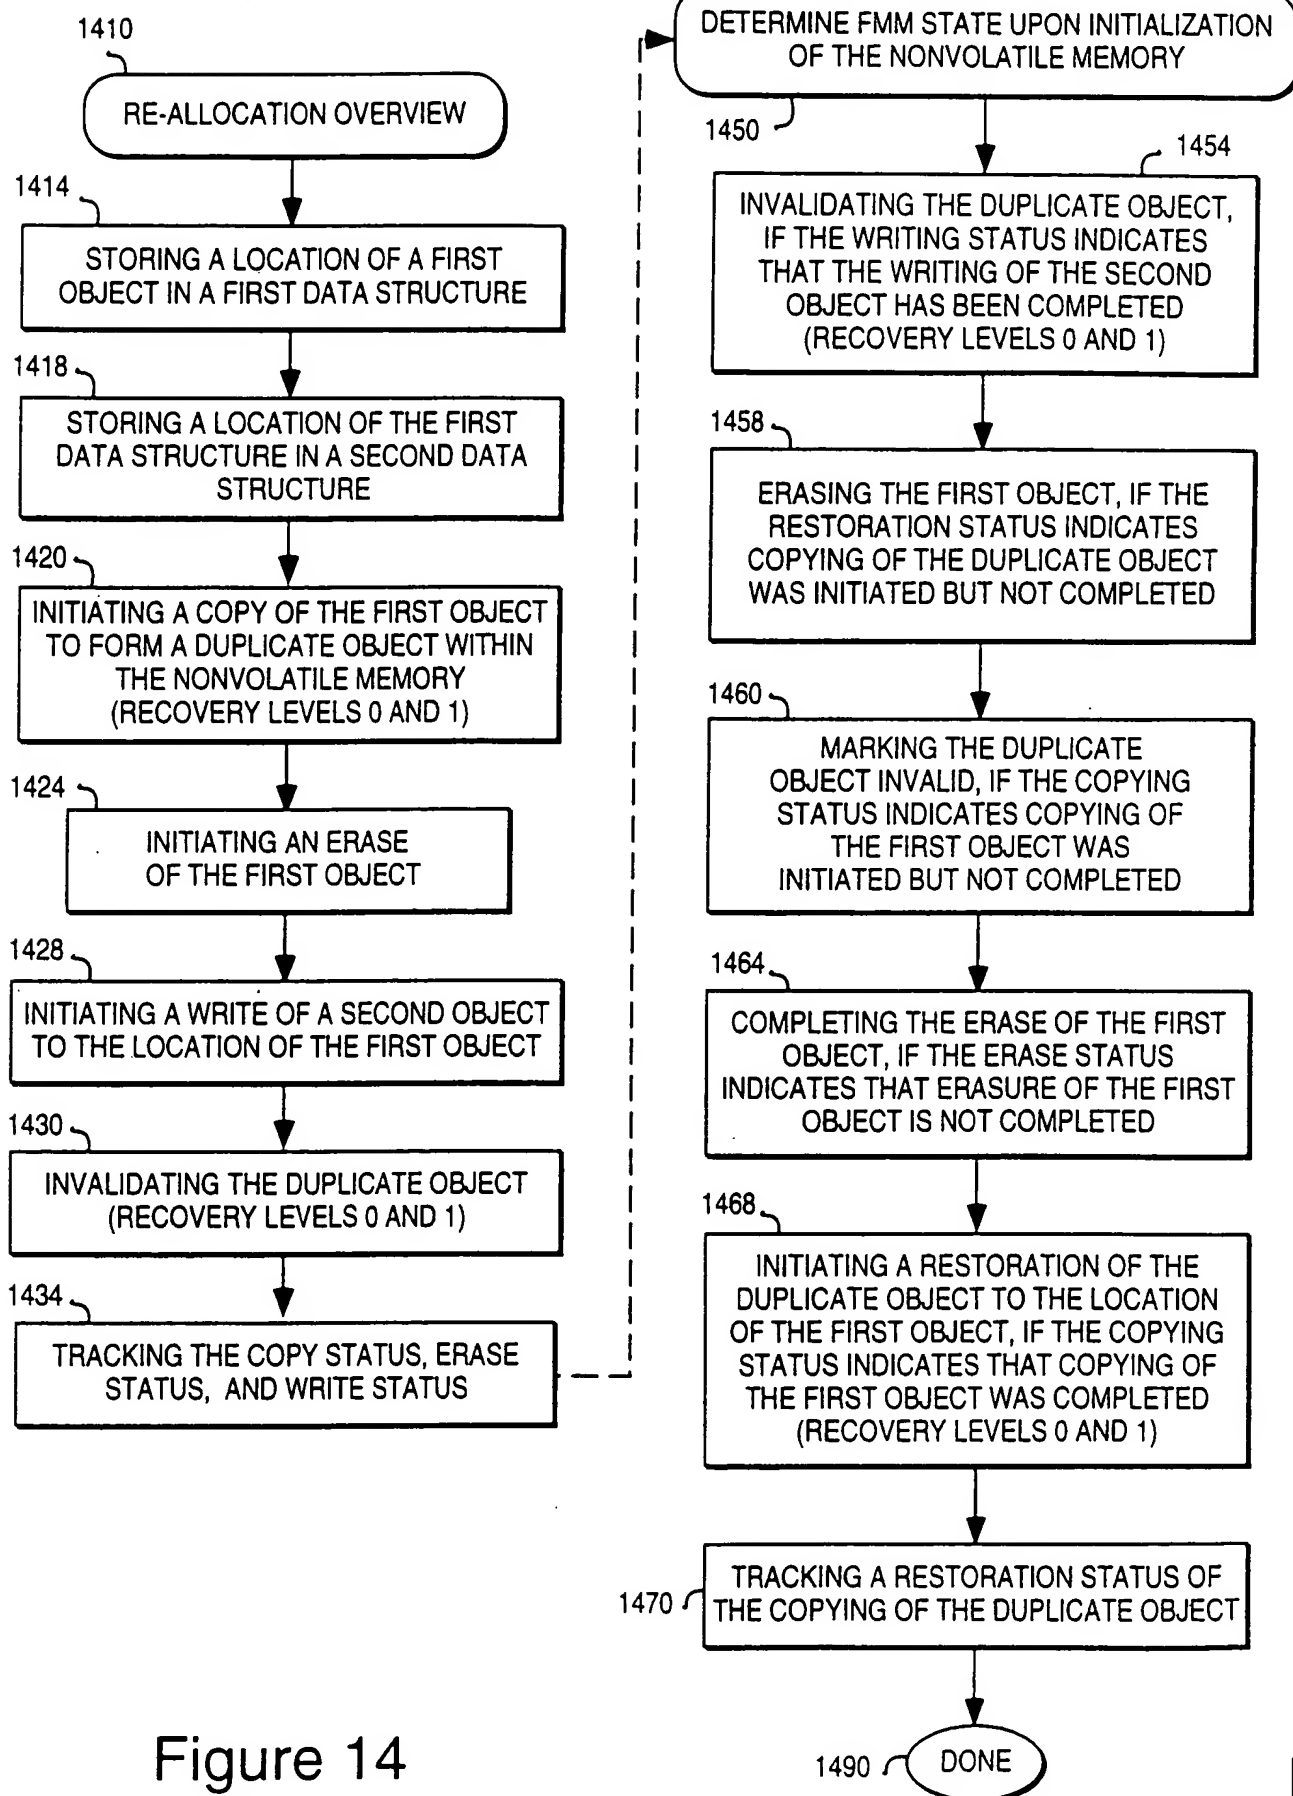 1410
RE-ALLOCATION OVERVIEW
1414
STORING A LOCATION OF A FIRST
OBJECT IN A FIRST DATA STRUCTURE
1418
STORING A LOCATION OF THE FIRST
DATA STRUCTURE IN A SECOND DATA
STRUCTURE
1420
INITIATING A COPY OF THE FIRST OBJECT
TO FORM A DUPLICATE OBJECT WITHIN
THE NONVOLATILE MEMORY
(RECOVERY LEVELS 0 AND 1)
1424
INITIATING AN ERASE
OF THE FIRST OBJECT
1428
INITIATING A WRITE OF A SECOND OBJECT
TO THE LOCATION OF THE FIRST OBJECT
1430
INVALIDATING THE DUPLICATE OBJECT
(RECOVERY LEVELS 0 AND 1)
1434
TRACKING THE COPY STATUS, ERASE
STATUS, AND WRITE STATUS
DETERMINE FMM STATE UPON INITIALIZATION
OF THE NONVOLATILE MEMORY
1450
1454
INVALIDATING THE DUPLICATE OBJECT,
IF THE WRITING STATUS INDICATES
THAT THE WRITING OF THE SECOND
OBJECT HAS BEEN COMPLETED
(RECOVERY LEVELS 0 AND 1)
1458
ERASING THE FIRST OBJECT, IF THE
RESTORATION STATUS INDICATES
COPYING OF THE DUPLICATE OBJECT
WAS INITIATED BUT NOT COMPLETED
1460
MARKING THE DUPLICATE
OBJECT INVALID, IF THE COPYING
STATUS INDICATES COPYING OF
THE FIRST OBJECT WAS
INITIATED BUT NOT COMPLETED
1464
COMPLETING THE ERASE OF THE FIRST
OBJECT, IF THE ERASE STATUS
INDICATES THAT ERASURE OF THE FIRST
OBJECT IS NOT COMPLETED
1468
INITIATING A RESTORATION OF THE
DUPLICATE OBJECT TO THE LOCATION
OF THE FIRST OBJECT, IF THE COPYING
STATUS INDICATES THAT COPYING OF
THE FIRST OBJECT WAS COMPLETED
(RECOVERY LEVELS 0 AND 1)
1470
TRACKING A RESTORATION STATUS OF
THE COPYING OF THE DUPLICATE OBJECT
1490
DONE
Figure 14